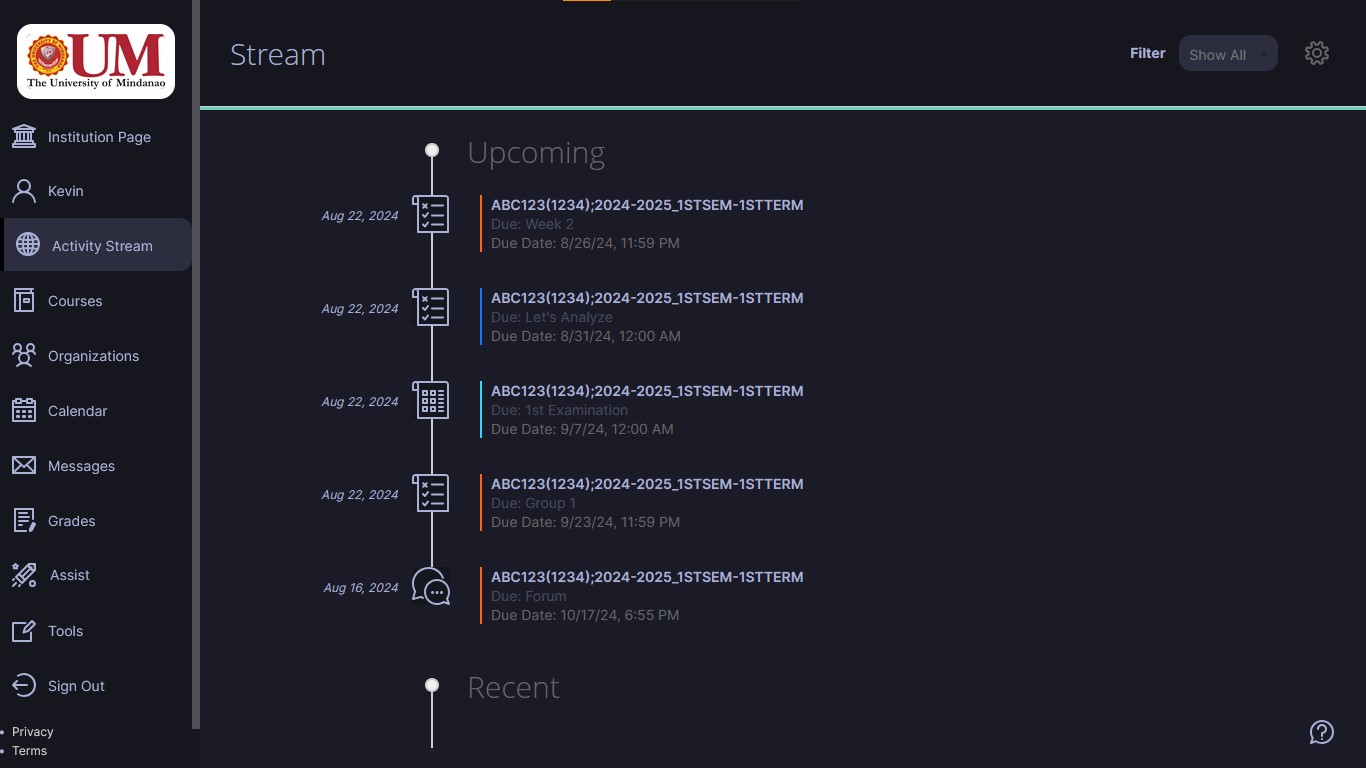 UM
The University of Mindanao
Institution Page
Kevin
Activity Stream
Courses
Organizations
Calendar
Messages
Grades
Assist
Tools
Sign Out
Privacy
Terms
Stream
Filter
Show All
Upcoming
Aug 22, 2024
ABC123(1234);2024-2025_1STSEM-1STTERM
Due: Week 2
Due Date: 8/26/24, 11:59 PM
Aug 22, 2024
ABC123(1234);2024-2025_1STSEM-1STTERM
Due: Let's Analyze
Due Date: 8/31/24, 12:00 AM
Aug 22, 2024
ABC123(1234);2024-2025_1STSEM-1STTERM
Due: 1st Examination
Due Date: 9/7/24, 12:00 AM
Aug 22, 2024
ABC123(1234);2024-2025_1STSEM-1STTERM
Due: Group 1
Due Date: 9/23/24, 11:59 PM
Aug 16, 2024
ABC123(1234);2024-2025_1STSEM-1STTERM
Due: Forum
Due Date: 10/17/24, 6:55 PM
Recent